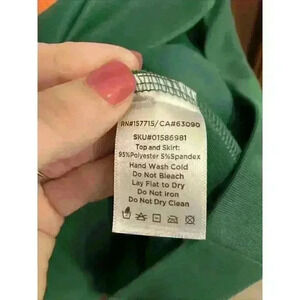 RN#157715/CA#63090
SKU#01586981
Top and Skirt:
95%Polyester 5%Spandex
Hand Wash Cold
Do Not Bleach
Lay Flat to Dry
Do Not Iron
Do Not Dry Clean